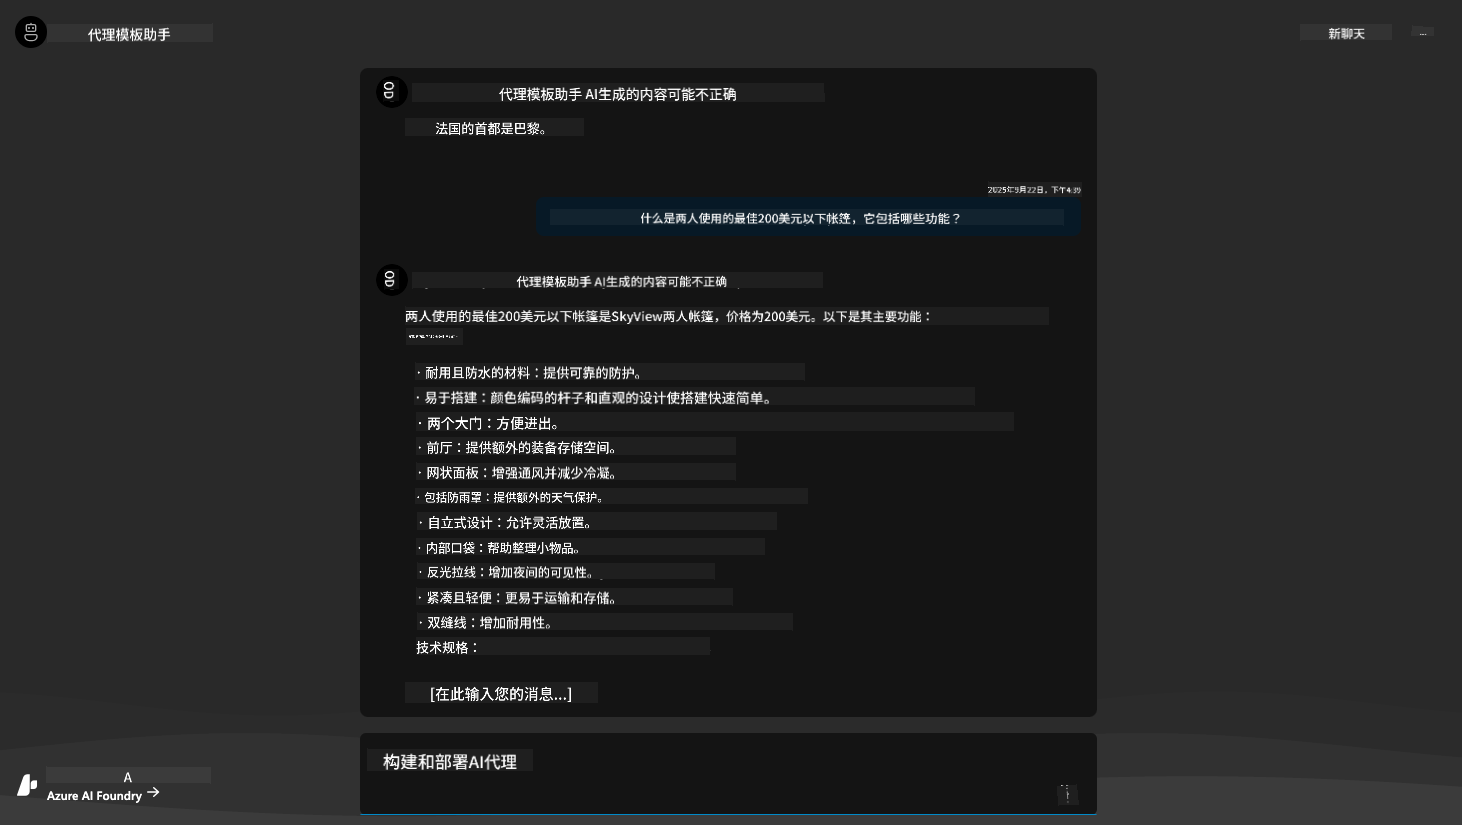 代理模板助手
新聊天
...
代理模板助手 AI生成的内容可能不正确
法国的首都是巴黎。
2025年9月22日，下午4:39
什么是两人使用的最佳200美元以下帐篷，它包括哪些功能？
代理模板助手 AI生成的内容可能不正确
两人使用的最佳200美元以下帐篷是SkyView两人帐篷，价格为200美元。以下是其主要功能：
· 耐用且防水的材料：提供可靠的防护。
· 易于搭建：颜色编码的杆子和直观的设计使搭建快速简单。
· 两个大门：方便进出。
· 前厅：提供额外的装备存储空间。
· 网状面板：增强通风并减少冷凝。
· 包括防雨罩：提供额外的天气保护。
· 自立式设计：允许灵活放置。
· 内部口袋：帮助整理小物品。
· 反光拉线：增加夜间的可见性。
· 紧凑且轻便：更易于运输和存储。
· 双缝线：增加耐用性。
技术规格：
[在此输入您的消息...]
构建和部署AI代理
A
Azure AI Foundry →